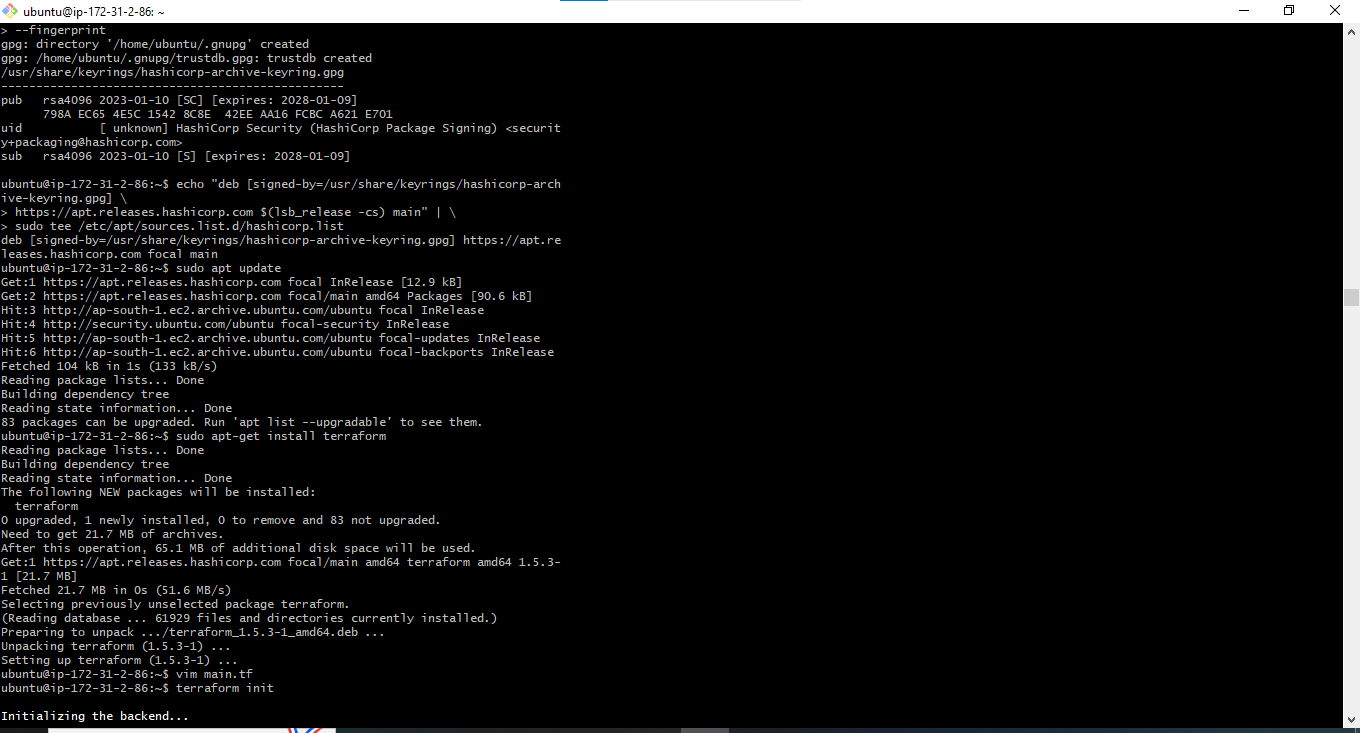 ubuntu@ip-172-31-2-86: ~
> --fingerprint
gpg: directory '/home/ubuntu/.gnupg' created
gpg: /home/ubuntu/.gnupg/trustdb.gpg: trustdb created
/usr/share/keyrings/hashicorp-archive-keyring.gpg
-------------------------------------------------
pub   rsa4096 2023-01-10 [SC] [expires: 2028-01-09]
      798A EC65 4E5C 1542 8C8E  42EE AA16 FCBC A621 E701
uid           [ unknown] HashiCorp Security (HashiCorp Package Signing) <securit
y+packaging@hashicorp.com>
sub   rsa4096 2023-01-10 [S] [expires: 2028-01-09]
ubuntu@ip-172-31-2-86:~$ echo "deb [signed-by=/usr/share/keyrings/hashicorp-arch
ive-keyring.gpg] \
> https://apt.releases.hashicorp.com $(lsb_release -cs) main" | \
> sudo tee /etc/apt/sources.list.d/hashicorp.list
deb [signed-by=/usr/share/keyrings/hashicorp-archive-keyring.gpg] https://apt.re
leases.hashicorp.com focal main
ubuntu@ip-172-31-2-86:~$ sudo apt update
Get:1 https://apt.releases.hashicorp.com focal InRelease [12.9 kB]
Get:2 https://apt.releases.hashicorp.com focal/main amd64 Packages [90.6 kB]
Hit:3 http://ap-south-1.ec2.archive.ubuntu.com/ubuntu focal InRelease
Hit:4 http://security.ubuntu.com/ubuntu focal-security InRelease
Hit:5 http://ap-south-1.ec2.archive.ubuntu.com/ubuntu focal-updates InRelease
Hit:6 http://ap-south-1.ec2.archive.ubuntu.com/ubuntu focal-backports InRelease
Fetched 104 kB in 1s (133 kB/s)
Reading package lists... Done
Building dependency tree
Reading state information... Done
83 packages can be upgraded. Run 'apt list --upgradable' to see them.
ubuntu@ip-172-31-2-86:~$ sudo apt-get install terraform
Reading package lists... Done
Building dependency tree
Reading state information... Done
The following NEW packages will be installed:
  terraform
0 upgraded, 1 newly installed, 0 to remove and 83 not upgraded.
Need to get 21.7 MB of archives.
After this operation, 65.1 MB of additional disk space will be used.
Get:1 https://apt.releases.hashicorp.com focal/main amd64 terraform amd64 1.5.3-
1 [21.7 MB]
Fetched 21.7 MB in 0s (51.6 MB/s)
Selecting previously unselected package terraform.
(Reading database ... 61929 files and directories currently installed.)
Preparing to unpack .../terraform_1.5.3-1_amd64.deb ...
Unpacking terraform (1.5.3-1) ...
Setting up terraform (1.5.3-1) ...
ubuntu@ip-172-31-2-86:~$ vim main.tf
ubuntu@ip-172-31-2-86:~$ terraform init
Initializing the backend...